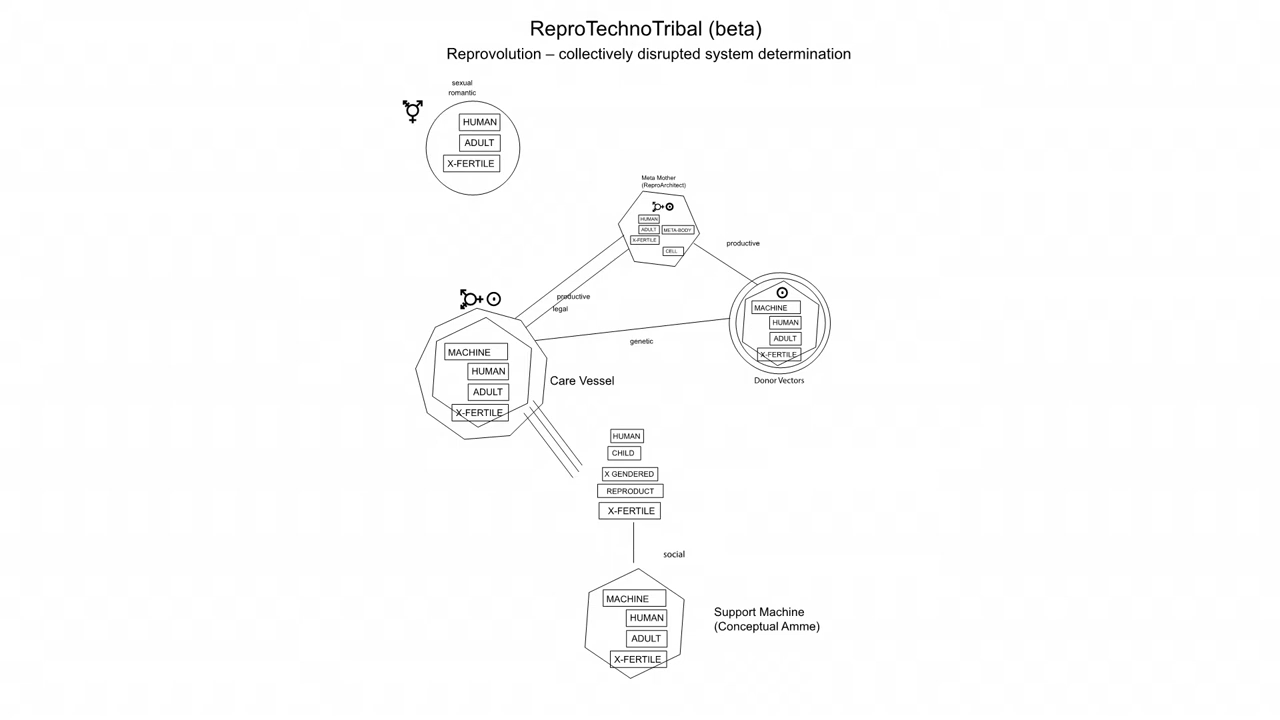 ReproTechnoTribal (beta)
Reprovolution – collectively disrupted system determination
sexual
romantic
HUMAN
ADULT
X-FERTILE
Meta Mother
(ReproArchitect)
HUMAN
ADULT
META-BODY
X-FERTILE
CELL
productive
productive
legal
genetic
MACHINE
HUMAN
ADULT
X-FERTILE
Donor Vectors
MACHINE
HUMAN
ADULT
X-FERTILE
Care Vessel
HUMAN
CHILD
X GENDERED
REPRODUCT
X-FERTILE
social
MACHINE
HUMAN
ADULT
X-FERTILE
Support Machine
(Conceptual Amme)